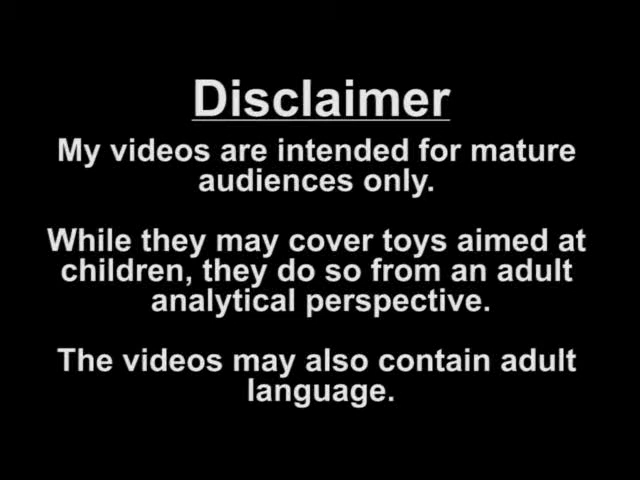 Disclaimer
My videos are intended for mature
audiences only.
While they may cover toys aimed at
children, they do so from an adult
analytical perspective.
The videos may also contain adult
language.